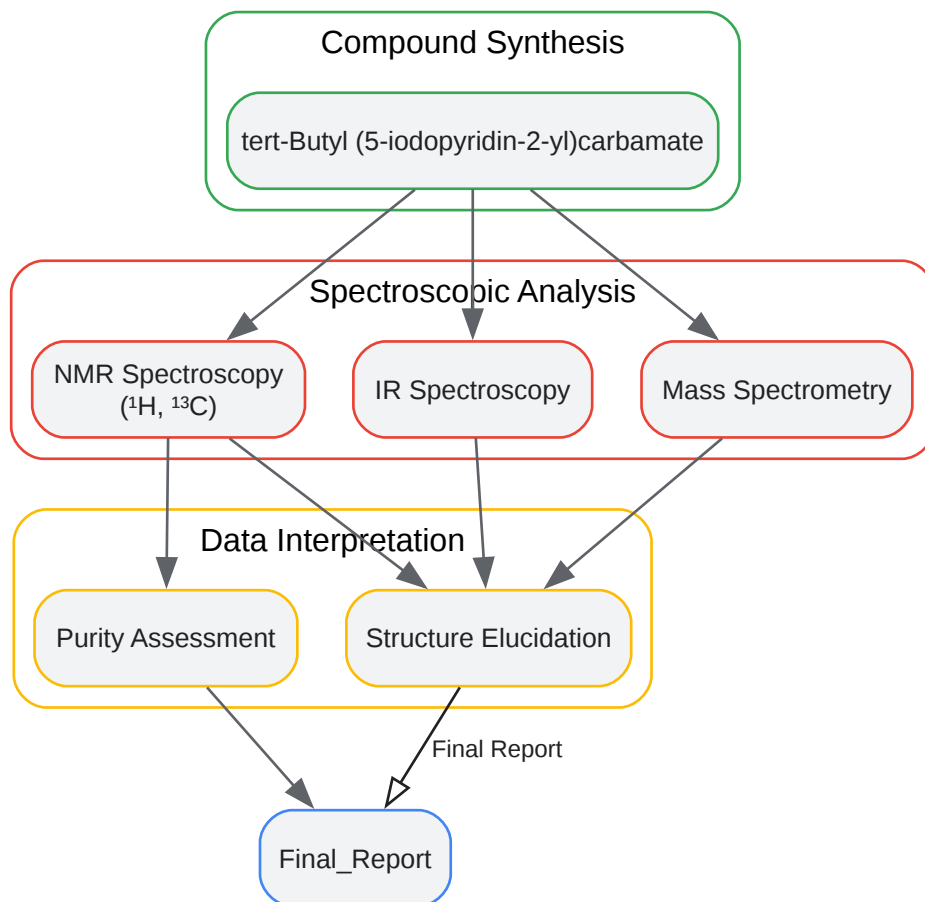 Compound Synthesis
tert-Butyl (5-iodopyridin-2-yl)carbamate
Spectroscopic Analysis
NMR Spectroscopy
(¹H, ¹³C)
IR Spectroscopy
Mass Spectrometry
Data Interpretation
Purity Assessment
Structure Elucidation
Final Report
Final_Report